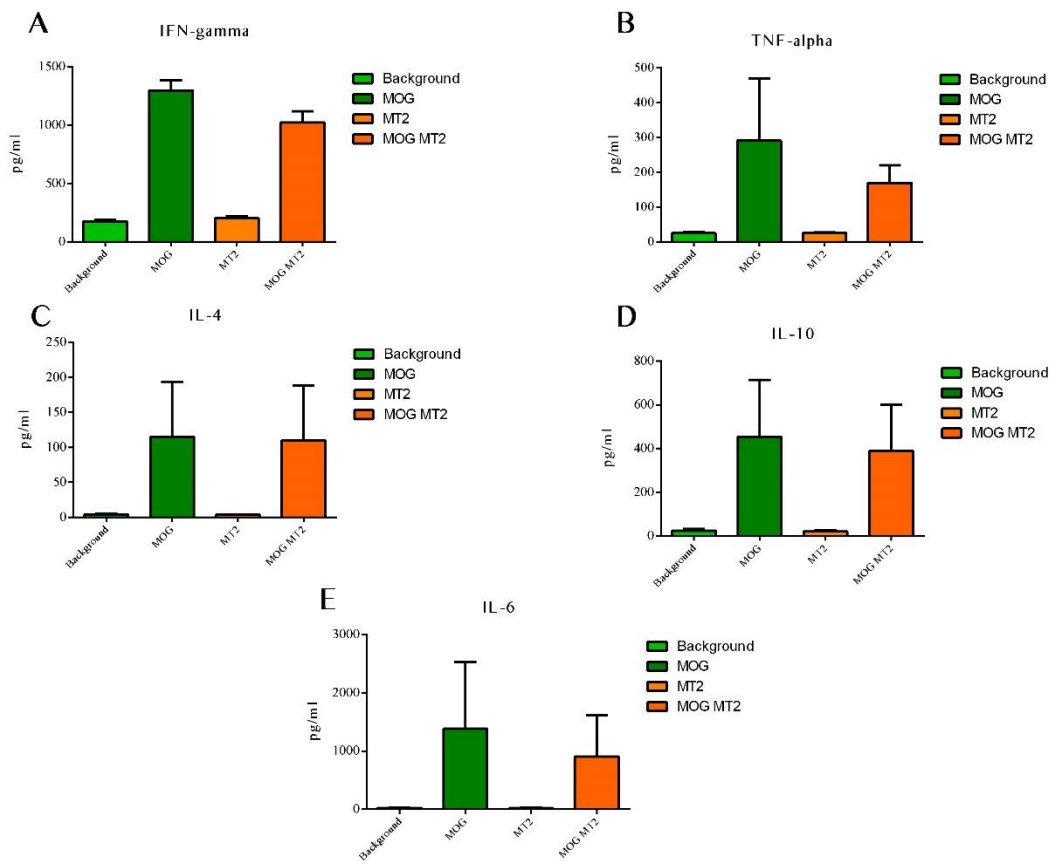 A
IFN-gamma
1500
1000
500
0
pg/ml
Background
MOG
MT2
MOG MT2
Background
MOG
MT2
MOG MT2
B
TNF-alpha
500
400
300
200
100
0
pg/ml
Background
MOG
MT2
MOG MT2
Background
MOG
MT2
MOG MT2
C
IL-4
250
200
150
100
50
0
pg/ml
Background
MOG
MT2
MOG MT2
Background
MOG
MT2
MOG MT2
D
IL-10
800
600
400
200
0
pg/ml
Background
MOG
MT2
MOG MT2
Background
MOG
MT2
MOG MT2
E
IL-6
3000
2000
1000
0
pg/ml
Background
MOG
MT2
MOG MT2
Background
MOG
MT2
MOG MT2